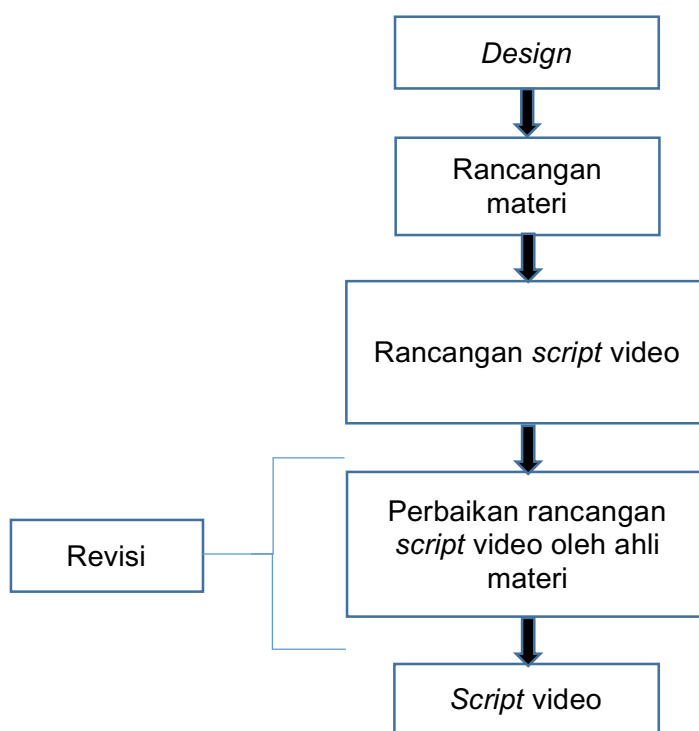 Design
Rancangan
materi
Rancangan script video
Perbaikan rancangan
script video oleh ahli
materi
Revisi
Script video